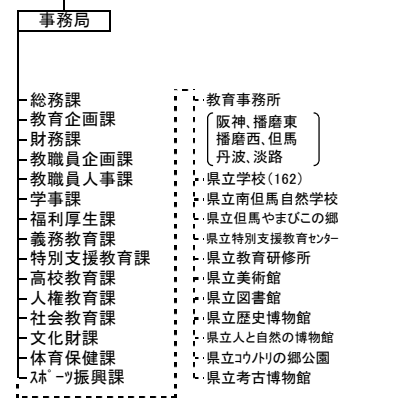 事務局
総務課
教育企画課
財務課
教職員企画課
教職員人事課
学事課
福利厚生課
義務教育課
特別支援教育課
高校教育課
人権教育課
社会教育課
文化財課
体育保健課
ｽﾎﾟｰﾂ振興課
教育事務所
阪神、播磨東
播磨西、但馬
丹波、淡路
県立学校(162)
県立南但馬自然学校
県立但馬やまびこの郷
県立特別支援教育ｾﾝﾀｰ
県立教育研修所
県立美術館
県立図書館
県立歴史博物館
県立人と自然の博物館
県立ｺｳﾉﾄﾘの郷公園
県立考古博物館